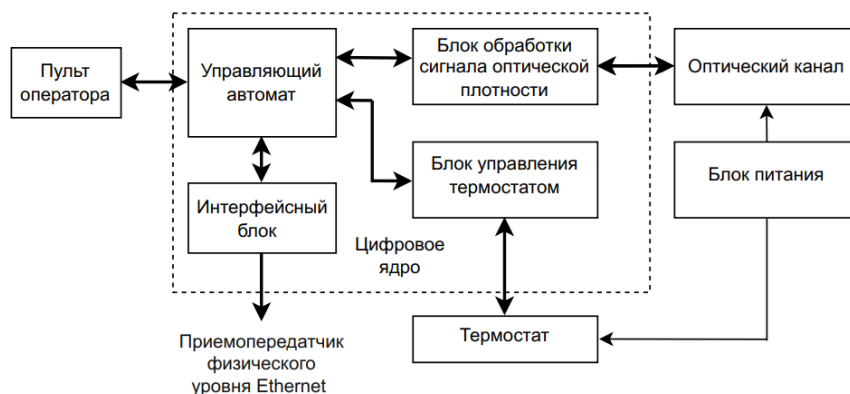 Пульт
оператора
Управляющий
автомат
Блок обработки
сигнала оптической
плотности
Оптический канал
Блок управления
термостатом
Блок питания
Интерфейсный
блок
Цифровое
ядро
Термостат
Приемопередатчик
физического
уровня Ethernet